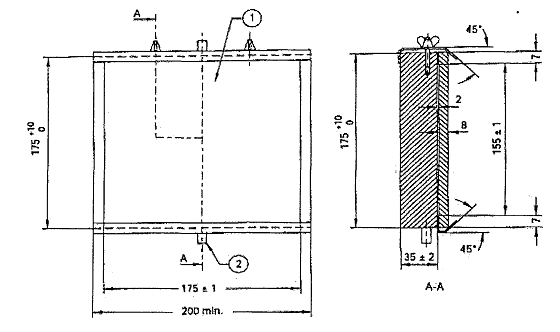 A
1
45°
7
175 +10 0
175 +10 0
2
8
155 ± 1
7
A
2
45°
35 ± 2
175 ± 1
A-A
200 min.